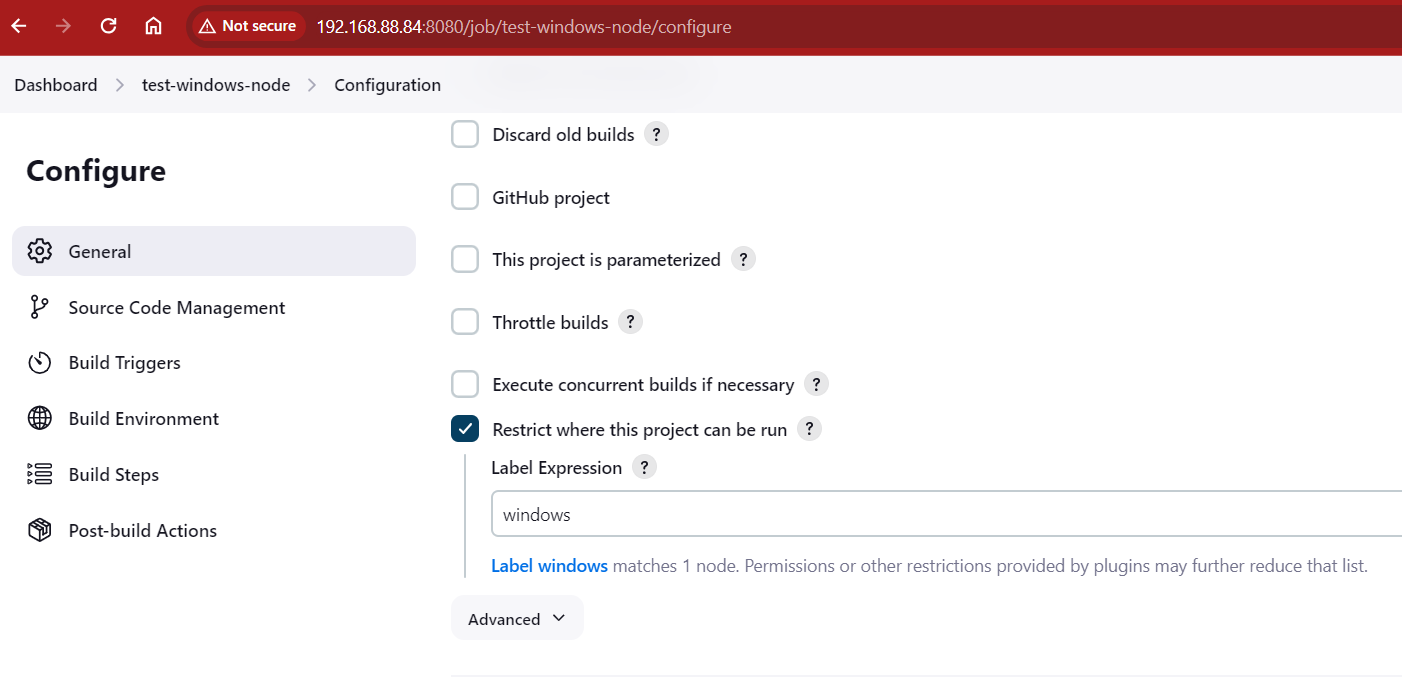 Not secure 192.168.88.84:8080/job/test-windows-node/configure
Dashboard > test-windows-node > Configuration
Configure
General
Source Code Management
Build Triggers
Build Environment
Build Steps
Post-build Actions
Discard old builds ?
GitHub project
This project is parameterized ?
Throttle builds ?
Execute concurrent builds if necessary ?
Restrict where this project can be run ?
Label Expression ?
windows
Label windows matches 1 node. Permissions or other restrictions provided by plugins may further reduce that list.
Advanced